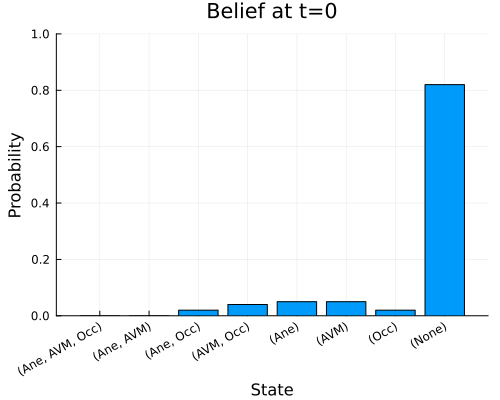 Belief at t=0
Probability
1.0
0.8
0.6
0.4
0.2
0.0
(Ane, AVM, Occ)
(Ane, AVM)
(Ane, Occ)
(AVM, Occ)
(Ane)
(AVM)
(Occ)
(None)
State